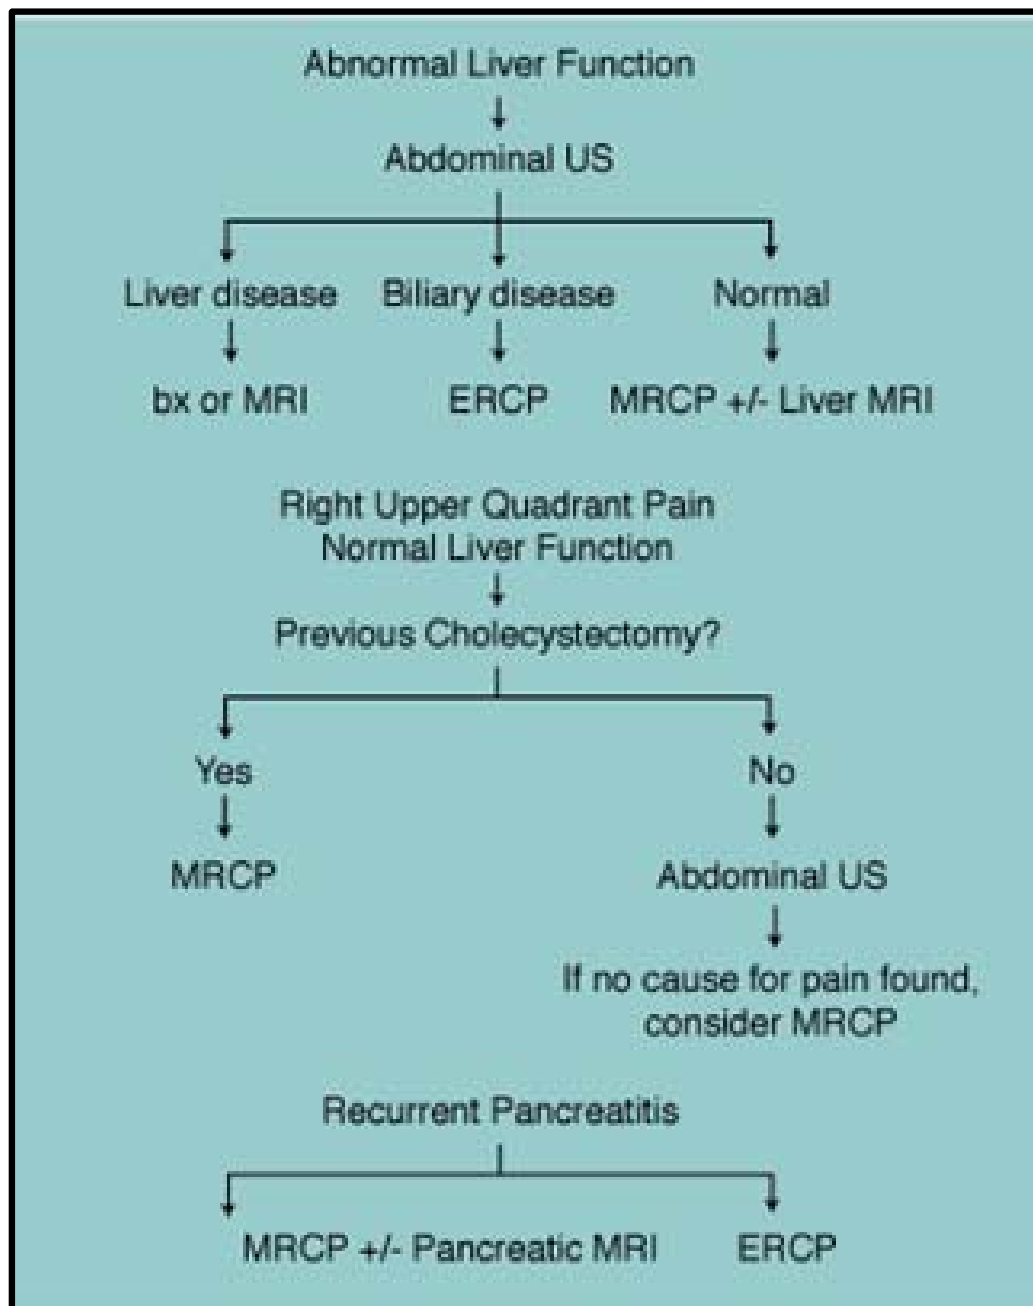 Abnormal Liver Function
Abdominal US
Liver disease Biliary disease Normal
bx or MRI ERCP MRCP +/- Liver MRI
Right Upper Quadrant Pain
Normal Liver Function
Previous Cholecystectomy?
Yes No
MRCP Abdominal US
If no cause for pain found,
consider MRCP
Recurrent Pancreatitis
MRCP +/- Pancreatic MRI ERCP